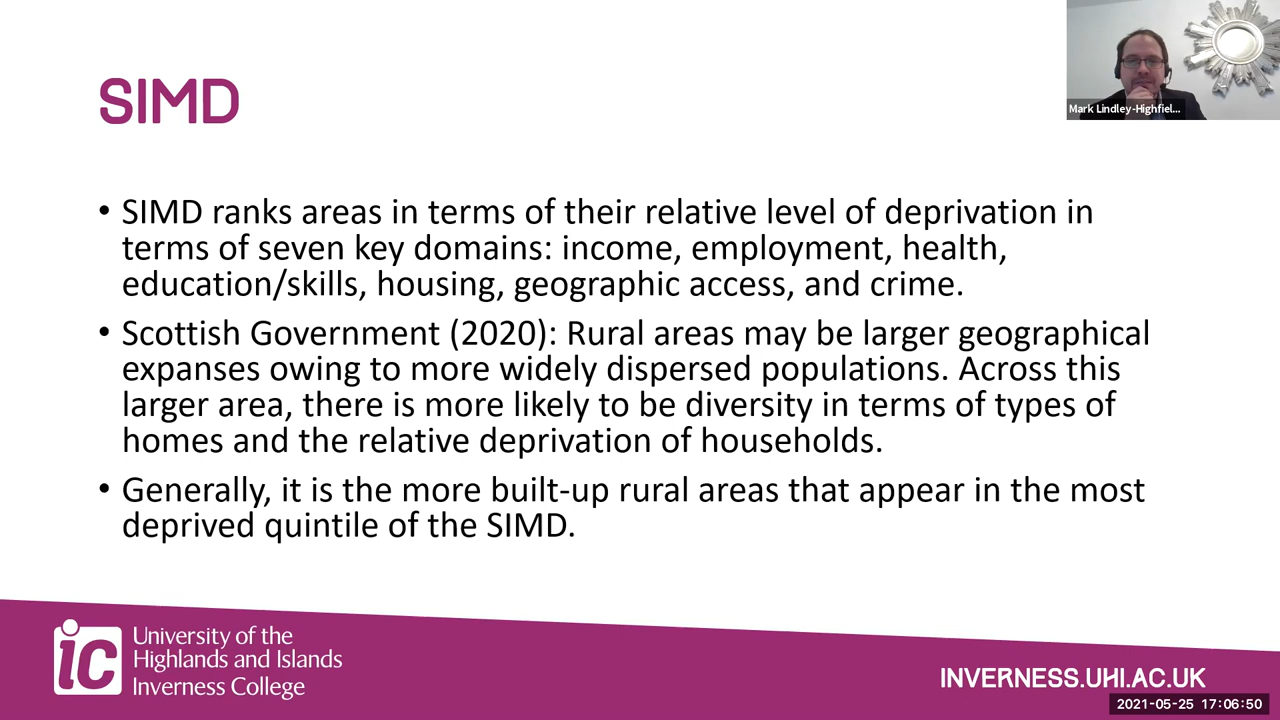 SIMD
Mark Lindley-Highfiel...
• SIMD ranks areas in terms of their relative level of deprivation in
terms of seven key domains: income, employment, health,
education/skills, housing, geographic access, and crime.
• Scottish Government (2020): Rural areas may be larger geographical
expanses owing to more widely dispersed populations. Across this
larger area, there is more likely to be diversity in terms of types of
homes and the relative deprivation of households.
• Generally, it is the more built-up rural areas that appear in the most
deprived quintile of the SIMD.
ic
University of the
Highlands and Islands
Inverness College
INVERNESS.UHI.AC.UK
2021-05-25 17:06:50